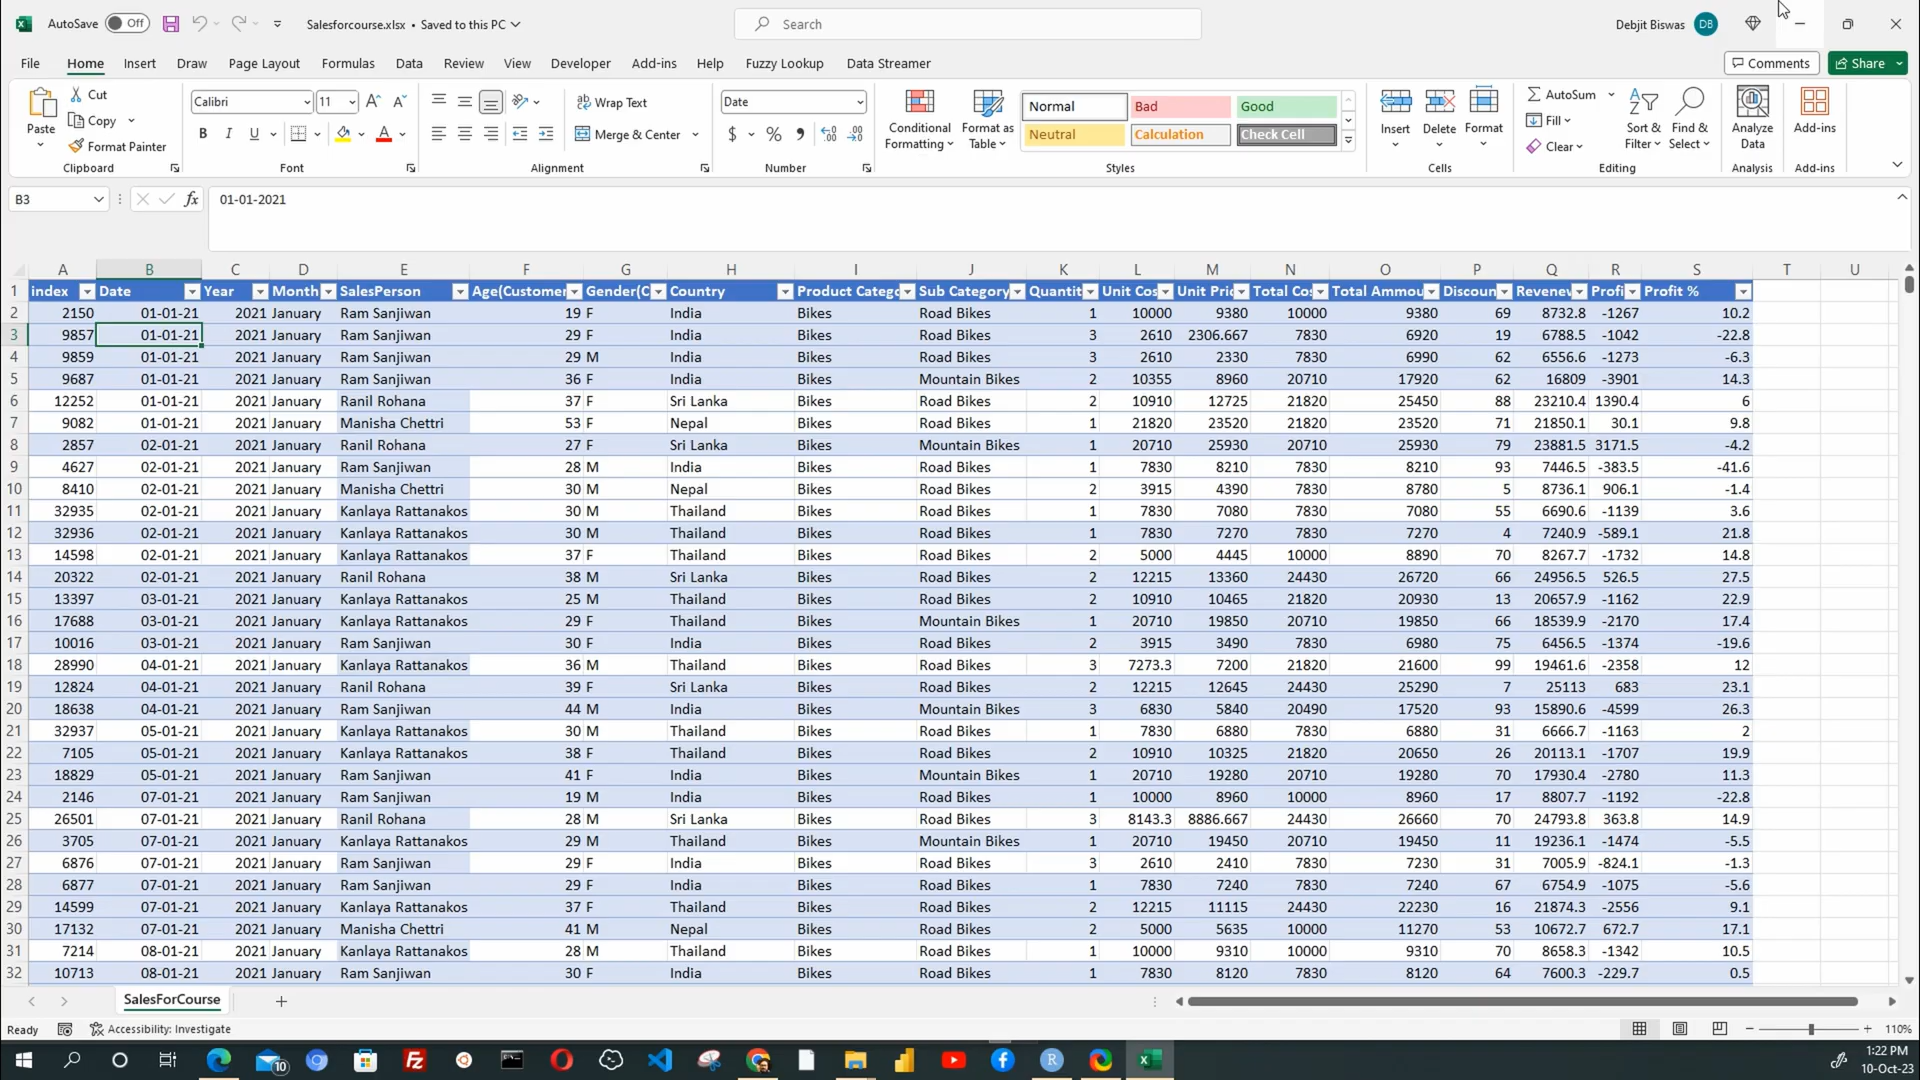 AutoSave Off Salesforcourse.xlsx • Saved to this PC Search Debjit Biswas DB
File Home Insert Draw Page Layout Formulas Data Review View Developer Add-ins Help Fuzzy Lookup Data Streamer Comments Share
Cut Calibri 11 Wrap Text Date Normal Bad Good AutoSum
Paste Copy Conditional Formatting Format as Table Insert Delete Format Fill Sort & Filter Find & Select Analyze Data Add-ins
Format Painter B I U Merge & Center $ % Neutral Calculation Check Cell Clear
Clipboard Font Alignment Number Styles Cells Editing Analysis Add-ins
B3 fx 01-01-2021
A B C D E F G H I J K L M N O P Q R S T U
1 index Date Year Month SalesPerson Age(Customer Gender(C Country Product Categ Sub Category Quantit Unit Cos Unit Pric Total Cos Total Ammou Discoun Revenew Profi Profit %
2 2150 01-01-21 2021 January Ram Sanjiwan 19 F India Bikes Road Bikes 1 10000 9380 10000 9380 69 8732.8 -1267 10.2
3 9857 01-01-21 2021 January Ram Sanjiwan 29 F India Bikes Road Bikes 3 2610 2306.667 7830 6920 19 6788.5 -1042 -22.8
4 9859 01-01-21 2021 January Ram Sanjiwan 29 M India Bikes Road Bikes 3 2610 2330 7830 6990 62 6556.6 -1273 -6.3
5 9687 01-01-21 2021 January Ram Sanjiwan 36 F India Bikes Mountain Bikes 2 10355 8960 20710 17920 62 16809 -3901 14.3
6 12252 01-01-21 2021 January Ranil Rohana 37 F Sri Lanka Bikes Road Bikes 2 10910 12725 21820 25450 88 23210.4 1390.4 6
7 9082 01-01-21 2021 January Manisha Chettri 53 F Nepal Bikes Road Bikes 1 21820 23520 21820 23520 71 21850.1 30.1 9.8
8 2857 02-01-21 2021 January Ranil Rohana 27 F Sri Lanka Bikes Mountain Bikes 1 20710 25930 20710 25930 79 23881.5 3171.5 -4.2
9 4627 02-01-21 2021 January Ram Sanjiwan 28 M India Bikes Road Bikes 1 7830 8210 7830 8210 93 7446.5 -383.5 -41.6
10 8410 02-01-21 2021 January Manisha Chettri 30 M Nepal Bikes Road Bikes 2 3915 4390 7830 8780 5 8736.1 906.1 -1.4
11 32935 02-01-21 2021 January Kanlaya Rattanakos 30 M Thailand Bikes Road Bikes 1 7830 7080 7830 7080 55 6690.6 -1139 3.6
12 32936 02-01-21 2021 January Kanlaya Rattanakos 30 M Thailand Bikes Road Bikes 1 7830 7270 7830 7270 4 7240.9 -589.1 21.8
13 14598 02-01-21 2021 January Kanlaya Rattanakos 37 F Thailand Bikes Road Bikes 2 5000 4445 10000 8890 70 8267.7 -1732 14.8
14 20322 02-01-21 2021 January Ranil Rohana 38 M Sri Lanka Bikes Road Bikes 2 12215 13360 24430 26720 66 24956.5 526.5 27.5
15 13397 03-01-21 2021 January Kanlaya Rattanakos 25 M Thailand Bikes Road Bikes 2 10910 10465 21820 20930 13 20657.9 -1162 22.9
16 17688 03-01-21 2021 January Kanlaya Rattanakos 29 F Thailand Bikes Mountain Bikes 1 20710 19850 20710 19850 66 18539.9 -2170 17.4
17 10016 03-01-21 2021 January Ram Sanjiwan 30 F India Bikes Road Bikes 2 3915 3490 7830 6980 75 6456.5 -1374 -19.6
18 28990 04-01-21 2021 January Kanlaya Rattanakos 36 M Thailand Bikes Road Bikes 3 7273.3 7200 21820 21600 99 19461.6 -2358 12
19 12824 04-01-21 2021 January Ranil Rohana 39 F Sri Lanka Bikes Road Bikes 2 12215 12645 24430 25290 7 25113 683 23.1
20 18638 04-01-21 2021 January Ram Sanjiwan 44 M India Bikes Mountain Bikes 3 6830 5840 20490 17520 93 15890.6 -4599 26.3
21 32937 05-01-21 2021 January Kanlaya Rattanakos 30 M Thailand Bikes Road Bikes 1 7830 6880 7830 6880 31 6666.7 -1163 2
22 7105 05-01-21 2021 January Kanlaya Rattanakos 38 F Thailand Bikes Road Bikes 2 10910 10325 21820 20650 26 20113.1 -1707 19.9
23 18829 05-01-21 2021 January Ram Sanjiwan 41 F India Bikes Mountain Bikes 1 20710 19280 20710 19280 70 17930.4 -2780 11.3
24 2146 07-01-21 2021 January Ram Sanjiwan 19 M India Bikes Road Bikes 1 10000 8960 10000 8960 17 8807.7 -1192 -22.8
25 26501 07-01-21 2021 January Ranil Rohana 28 M Sri Lanka Bikes Road Bikes 3 8143.3 8886.667 24430 26660 70 24793.8 363.8 14.9
26 3705 07-01-21 2021 January Kanlaya Rattanakos 29 M Thailand Bikes Mountain Bikes 1 20710 19450 20710 19450 11 19236.1 -1474 -5.5
27 6876 07-01-21 2021 January Ram Sanjiwan 29 F India Bikes Road Bikes 3 2610 2410 7830 7230 31 7005.9 -824.1 -1.3
28 6877 07-01-21 2021 January Ram Sanjiwan 29 F India Bikes Road Bikes 1 7830 7240 7830 7240 67 6754.9 -1075 -5.6
29 14599 07-01-21 2021 January Kanlaya Rattanakos 37 F Thailand Bikes Road Bikes 2 12215 11115 24430 22230 16 21874.3 -2556 9.1
30 17132 07-01-21 2021 January Manisha Chettri 41 M Nepal Bikes Road Bikes 2 5000 5635 10000 11270 53 10672.7 672.7 17.1
31 7214 08-01-21 2021 January Kanlaya Rattanakos 28 M Thailand Bikes Road Bikes 1 10000 9310 10000 9310 70 8658.3 -1342 10.5
32 10713 08-01-21 2021 January Ram Sanjiwan 30 F India Bikes Road Bikes 1 7830 8120 7830 8120 64 7600.3 -229.7 0.5
SalesForCourse
Ready Accessibility: Investigate 110%
10 1:22 PM
10-Oct-23